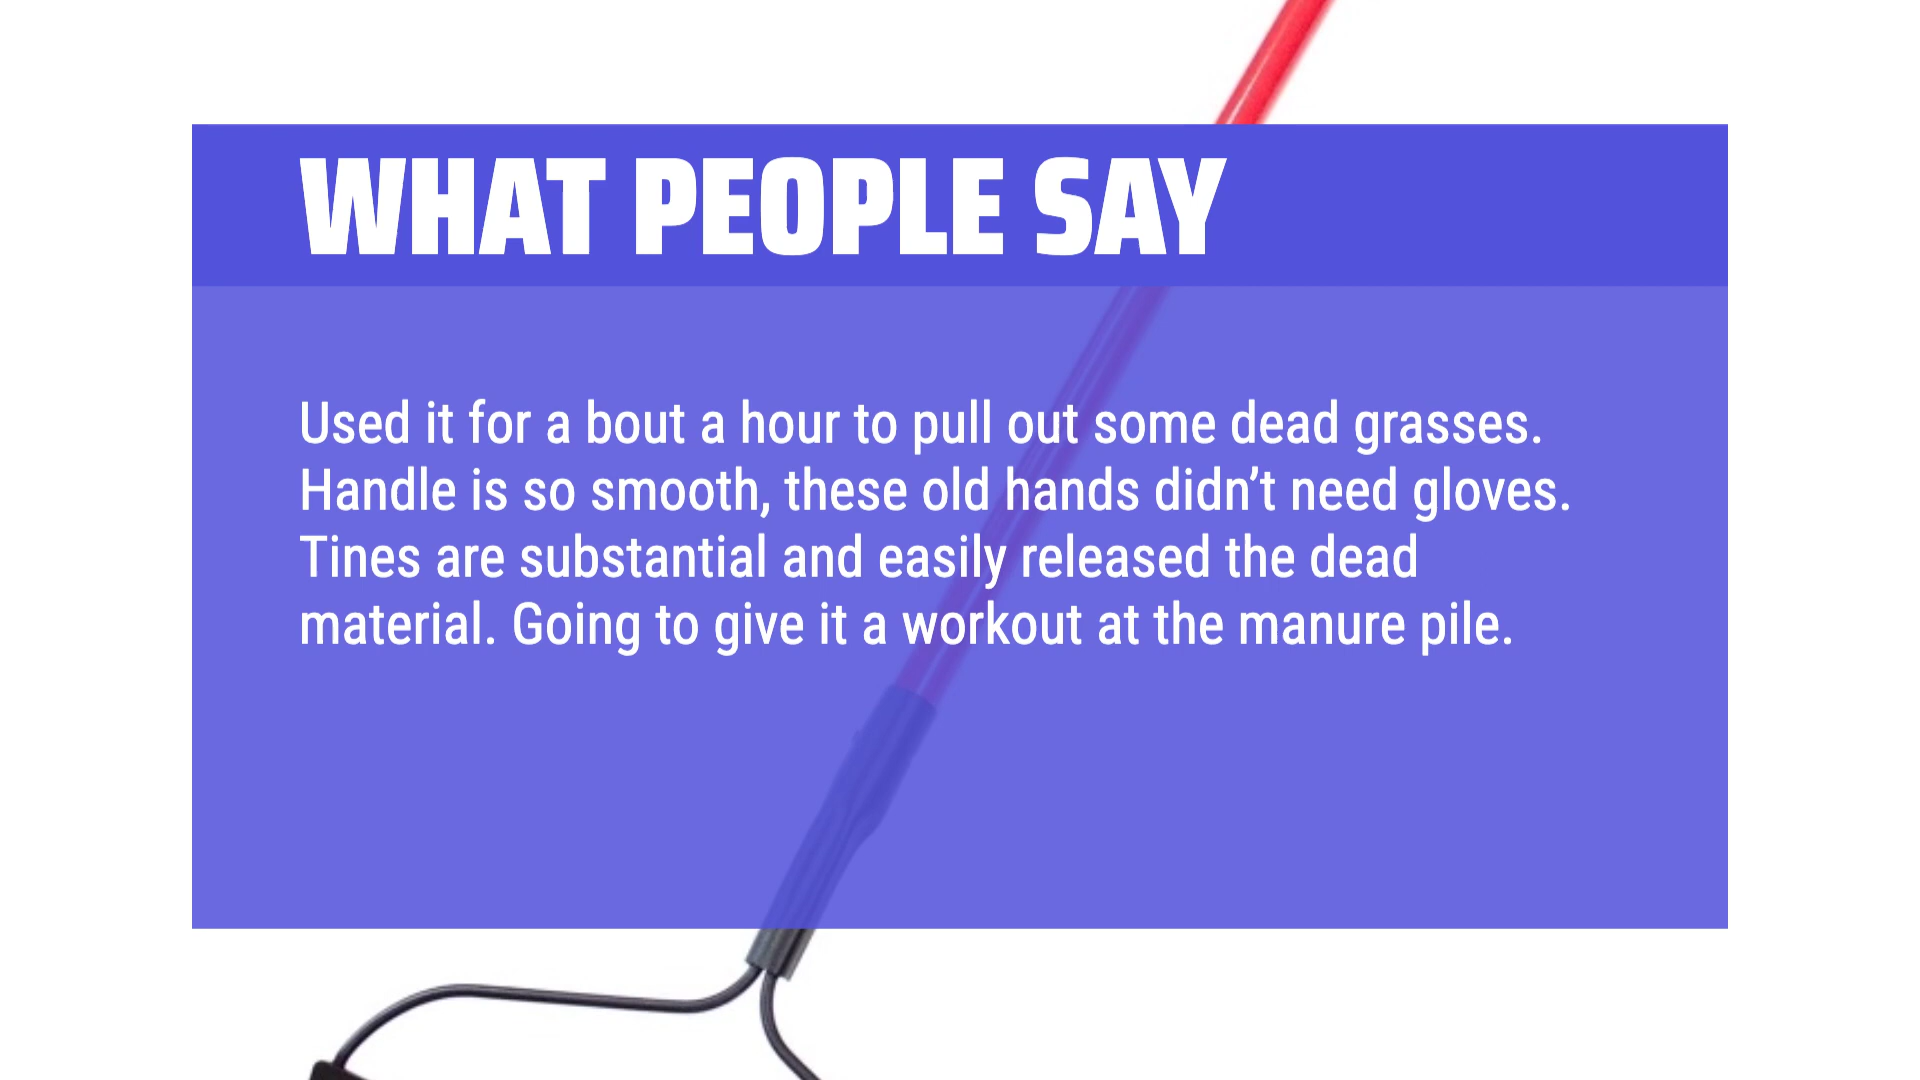 WHAT PEOPLE SAY
Used it for a bout a hour to pull out some dead grasses.
Handle is so smooth, these old hands didn’t need gloves.
Tines are substantial and easily released the dead
material. Going to give it a workout at the manure pile.